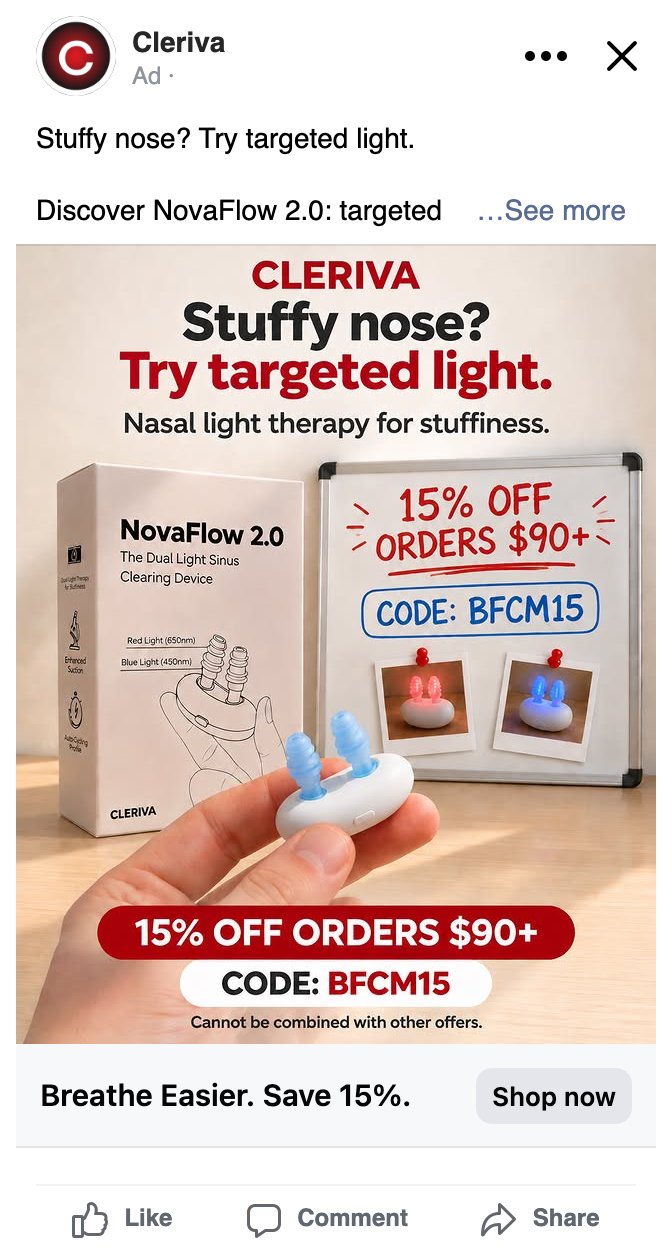 Cleriva
Ad ·
Stuffy nose? Try targeted light.
Discover NovaFlow 2.0: targeted ...See more
CLERIVA
Stuffy nose?
Try targeted light.
Nasal light therapy for stuffiness.
NovaFlow 2.0
The Dual Light Sinus
Clearing Device
Red Light (650nm)
Blue Light (450nm)
Enhanced
Suction
CLERIVA
15% OFF
ORDERS $90+
CODE: BFCM15
15% OFF ORDERS $90+
CODE: BFCM15
Cannot be combined with other offers.
Breathe Easier. Save 15%.
Shop now
Like
Comment
Share